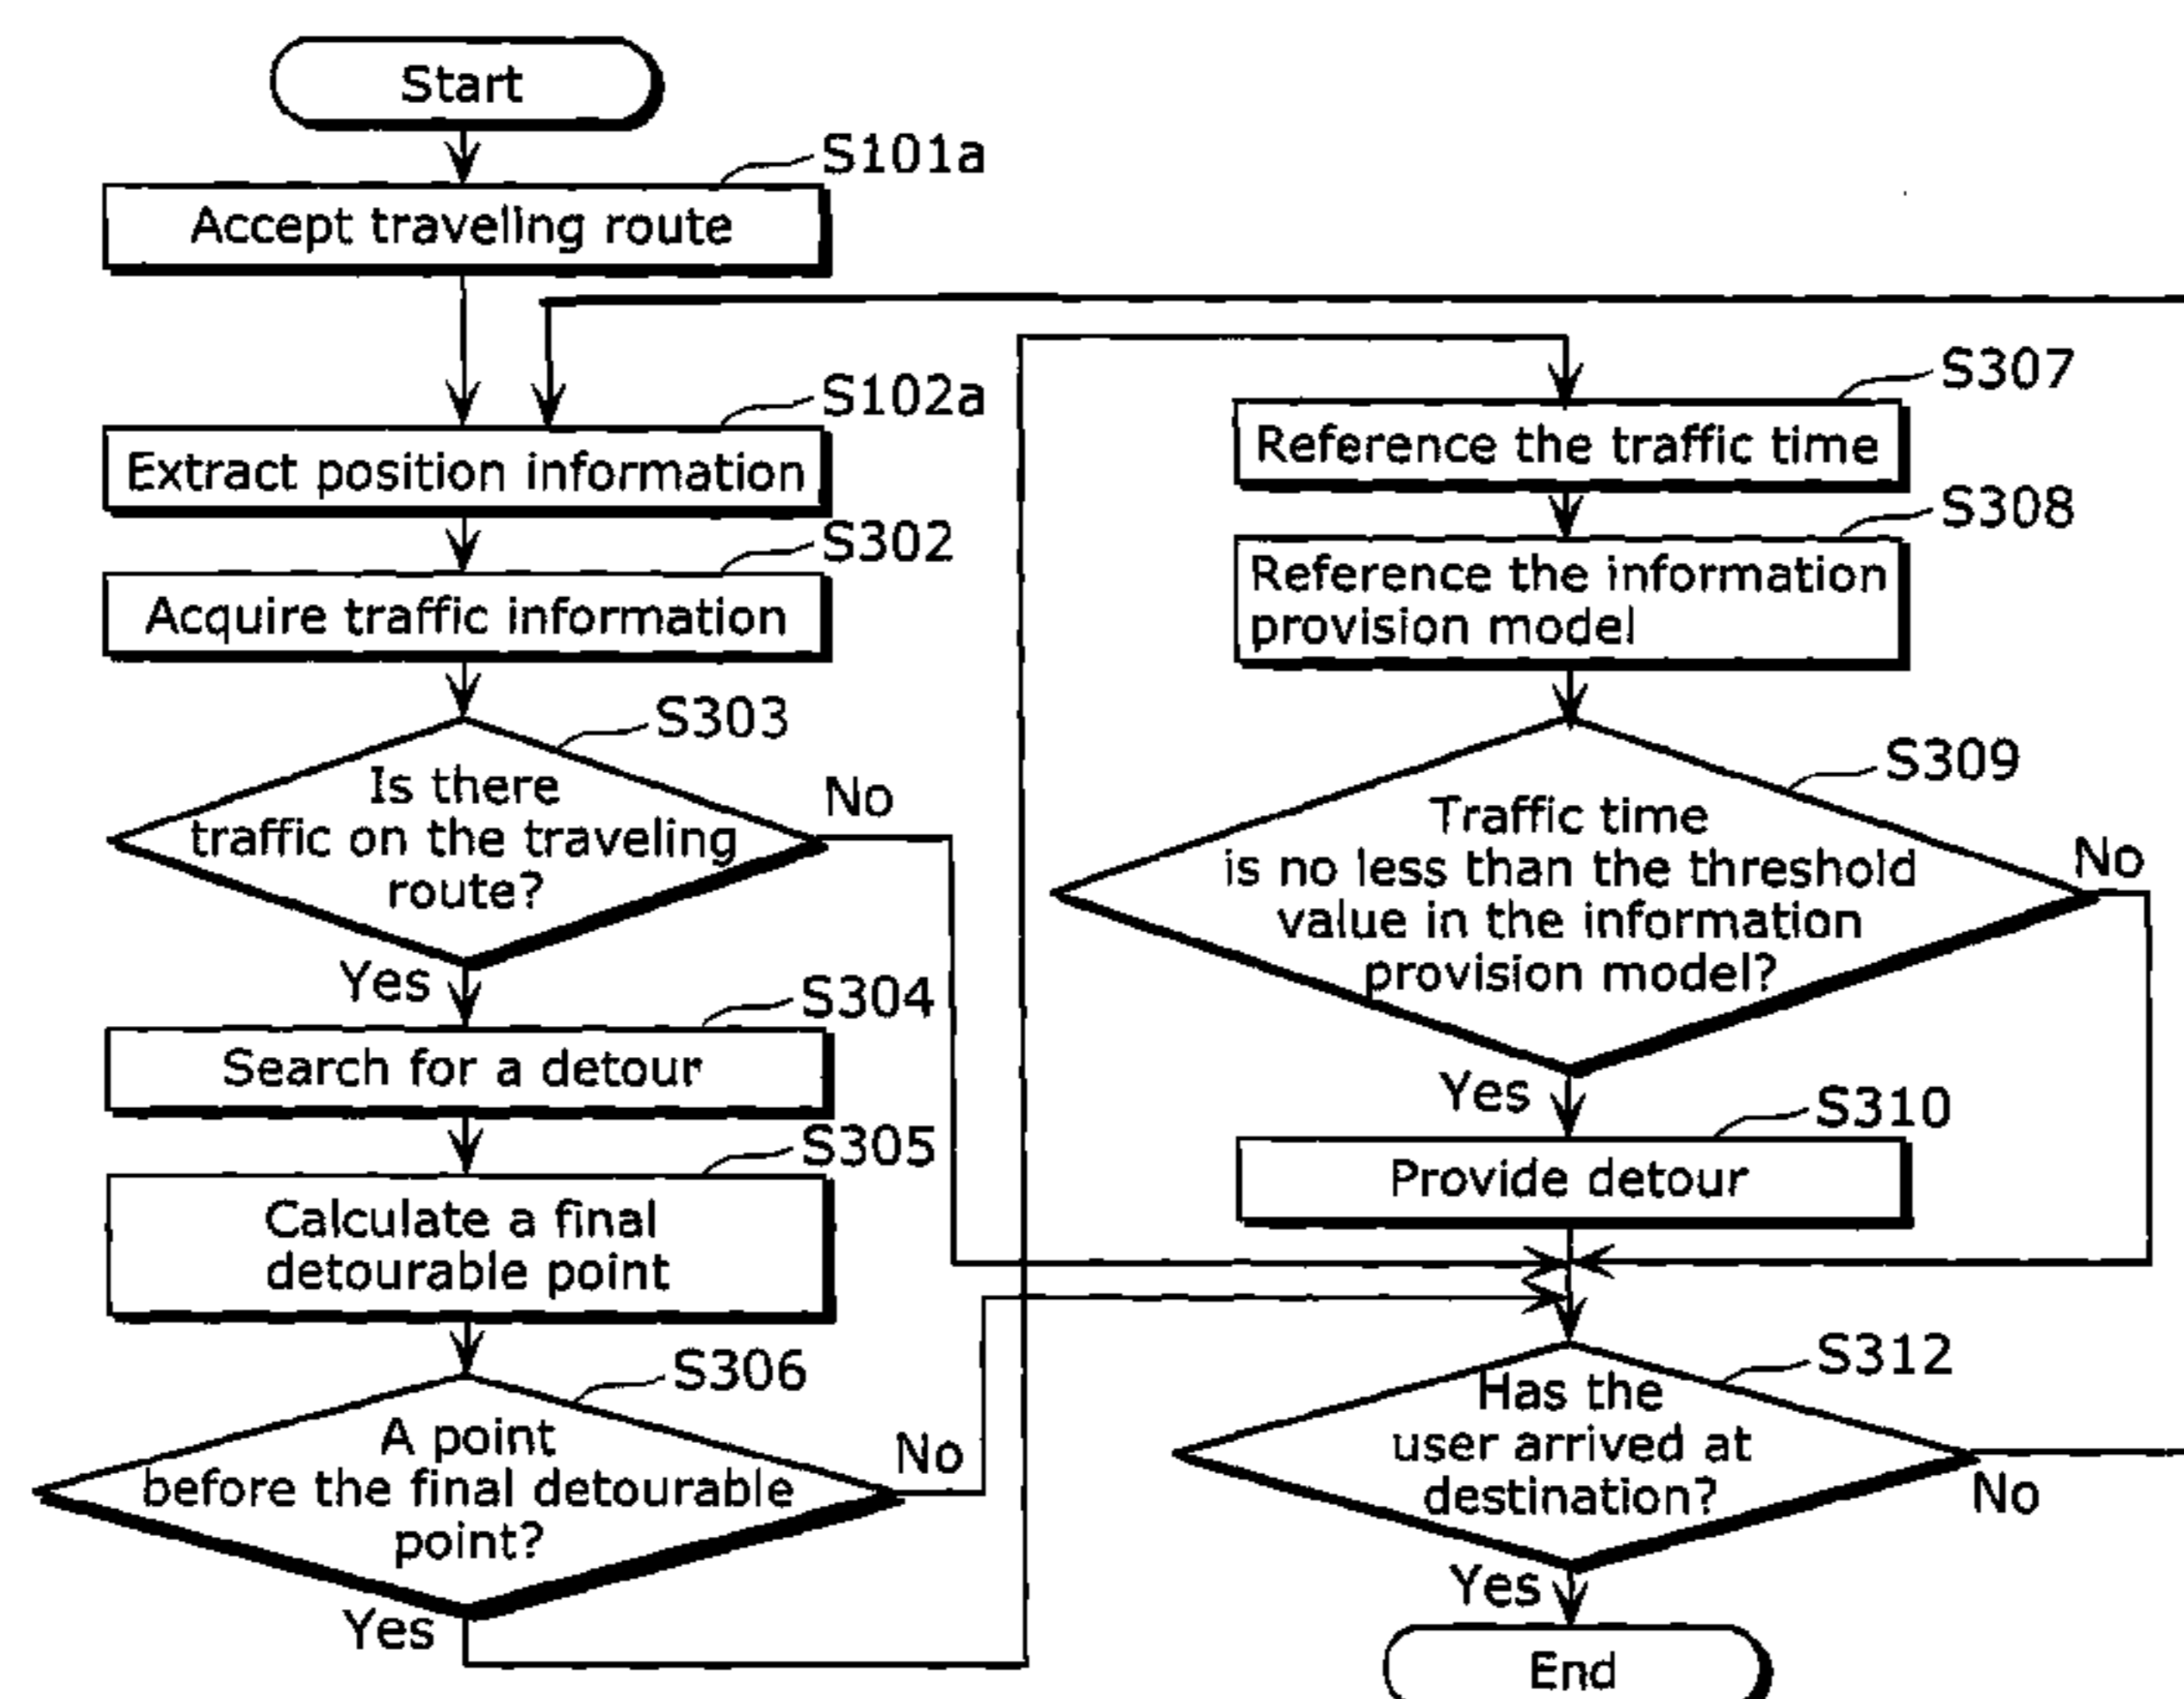 Start
S101a
Accept traveling route
S102a
Extract position information
S302
Acquire traffic information
S303
Is there
traffic on the traveling
route?
No
Yes
S304
Search for a detour
S305
Calculate a final
detourable point
S306
A point
before the final detourable
point?
No
Yes
S307
Reference the traffic time
S308
Reference the information
provision model
S309
Traffic time
is no less than the threshold
value in the information
provision model?
No
Yes
S310
Provide detour
S312
Has the
user arrived at
destination?
No
Yes
End